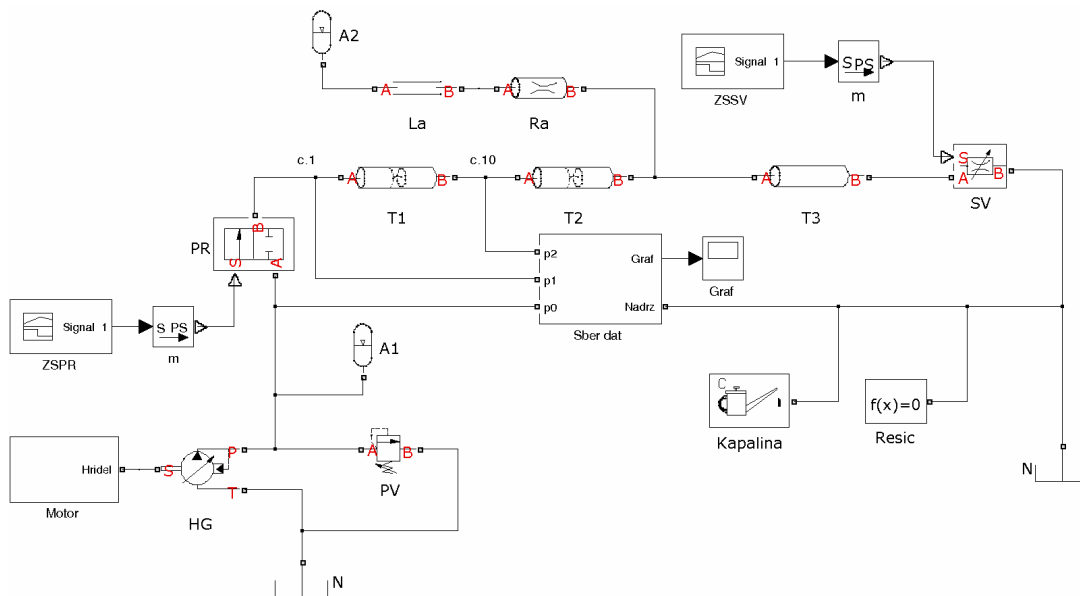 A2
Signal 1
ZSSV
S PS
m
A
B
La
A
B
Ra
c.1
A
B
T1
c.10
A
B
T2
A
B
T3
S
A
B
SV
PR
B
S
A
p2
p1
p0
Graf
Nadrz
Sber dat
Graf
Signal 1
ZSPR
S PS
m
A1
C
Kapalina
f(x)=0
Resic
N
Hridel
Motor
S
P
T
HG
A
B
PV
N